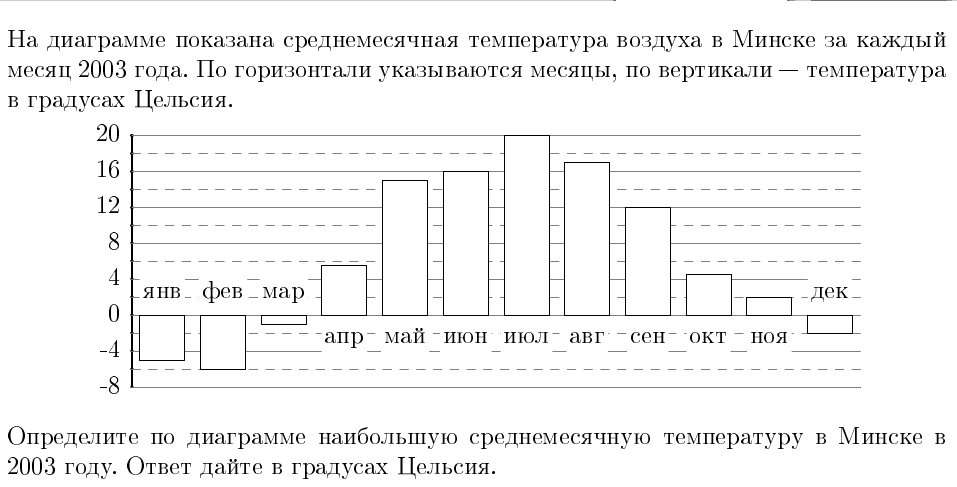 На диаграмме показана среднемесячная температура воздуха в Минске за каждый
месяц 2003 года. По горизонтали указываются месяцы, по вертикали — температура
в градусах Цельсия.
20
16
12
8
4
0
-4
-8
янв фев мар
апр май июн июл авг сен окт ноя
дек
Определите по диаграмме наибольшую среднемесячную температуру в Минске в
2003 году. Ответ дайте в градусах Цельсия.